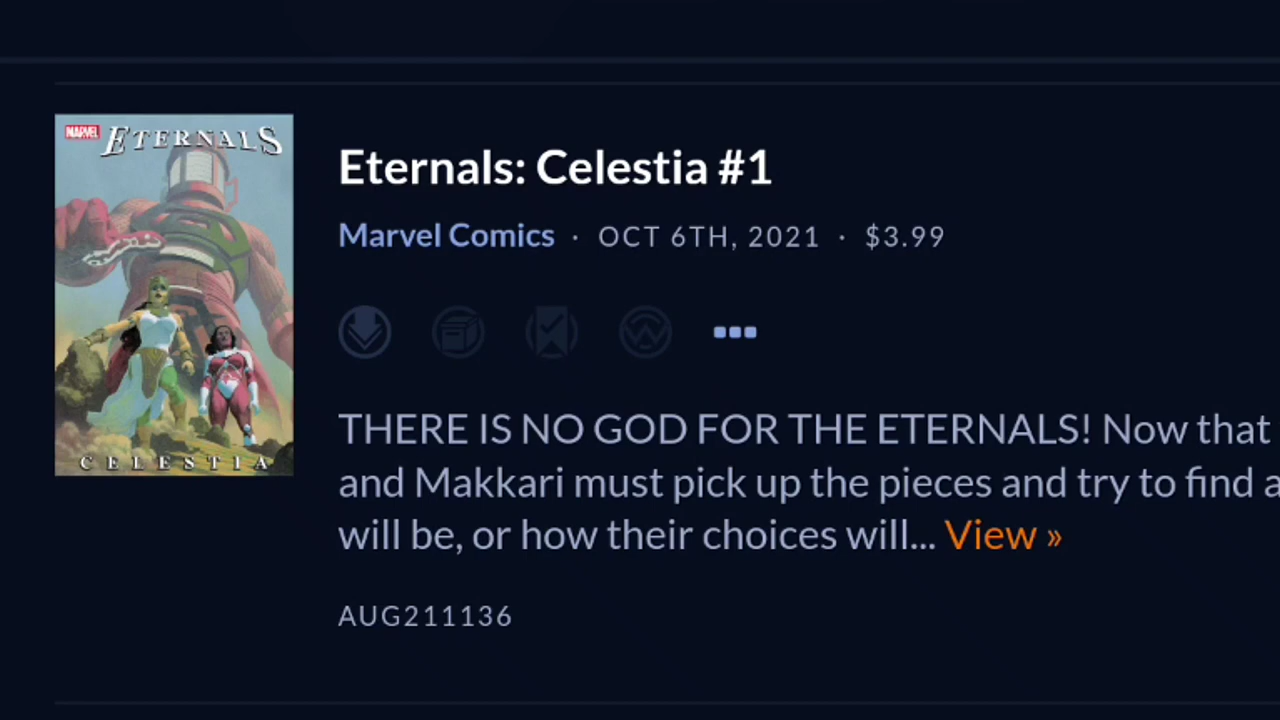 MARVEL
ETERNALS
CELESTIA
Eternals: Celestia #1
Marvel Comics · OCT 6TH, 2021 · $3.99
THERE IS NO GOD FOR THE ETERNALS! Now that
and Makkari must pick up the pieces and try to find a
will be, or how their choices will... View »
AUG211136